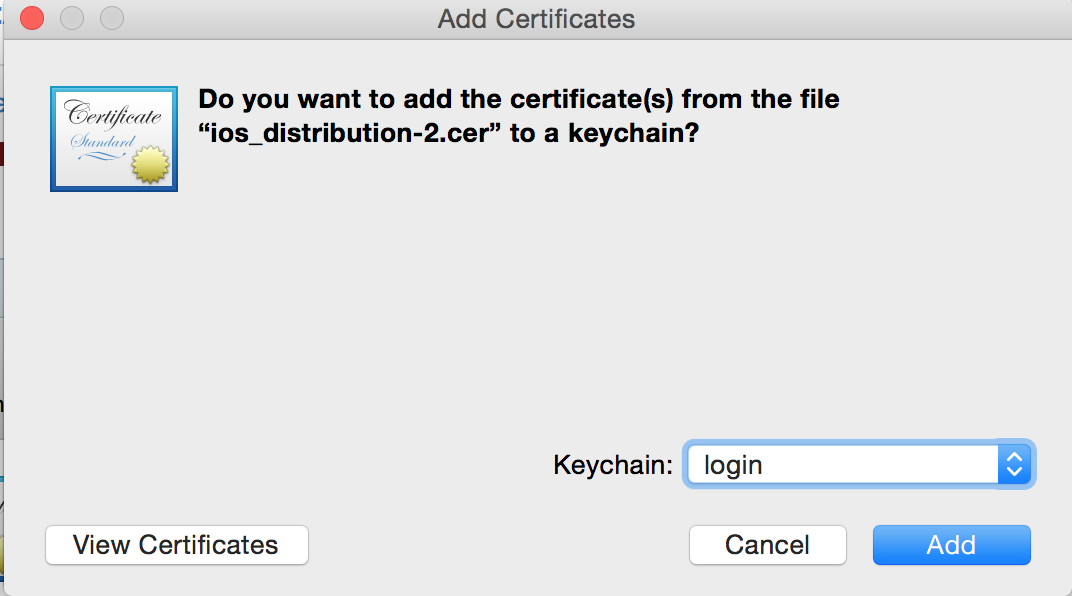 Add Certificates
Certificate
Standard
Do you want to add the certificate(s) from the file
“ios_distribution-2.cer” to a keychain?
Keychain: login
View Certificates Cancel Add